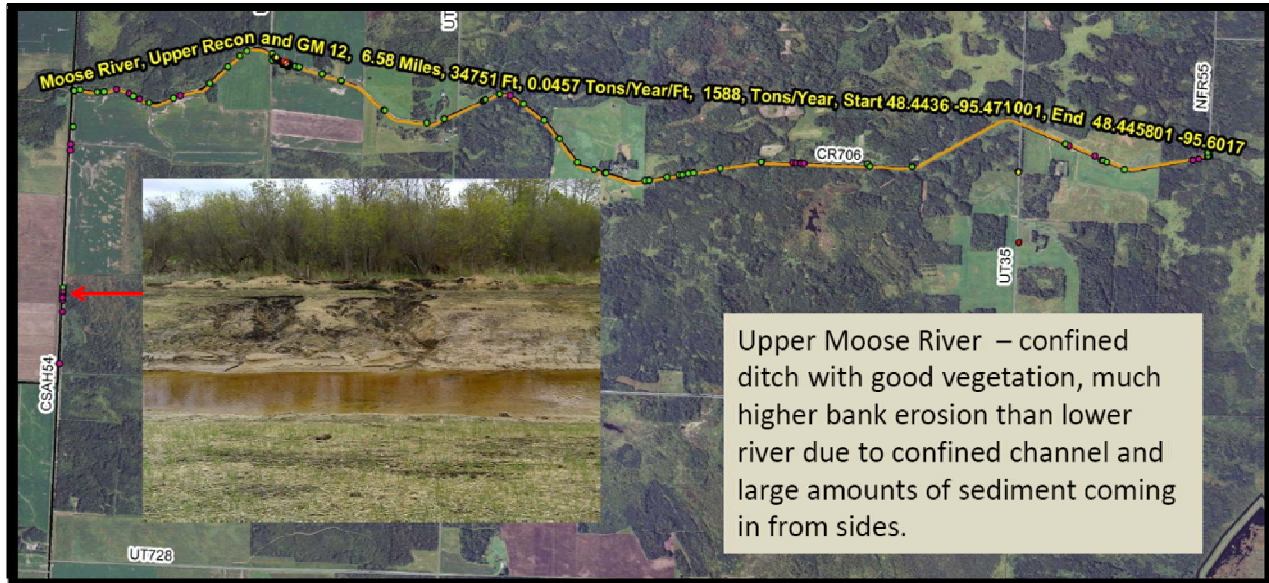 UT
Moose River, Upper Recon and GM 12, 6.58 Miles, 34751 Ft, 0.0457 Tons/Year/Ft, 1588, Tons/Year, Start 48.4436 -95.471001, End 48.445801 -95.6017
NFR55
CR706
UT35
CSAH54
Upper Moose River – confined
ditch with good vegetation, much
higher bank erosion than lower
river due to confined channel and
large amounts of sediment coming
in from sides.
UT728